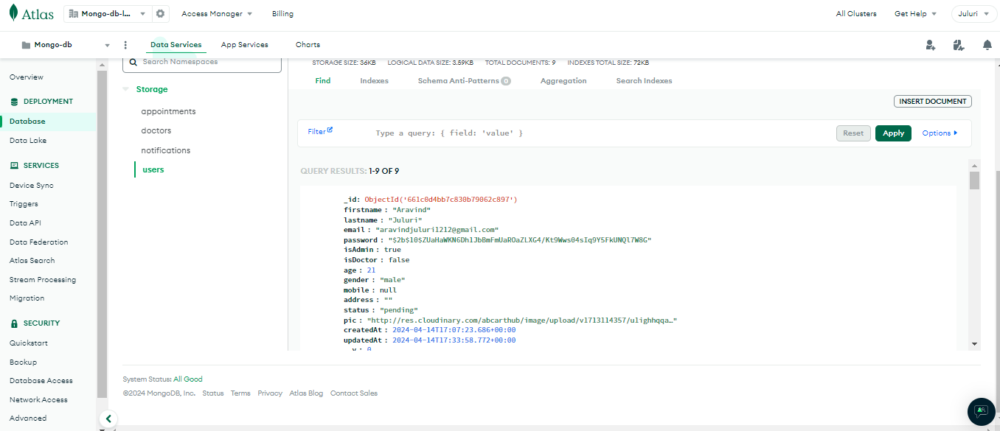 Atlas
Mongo-db-l...
Access Manager
Billing
All Clusters
Get Help
Juluri
Mongo-db
Data Services
App Services
Charts
Overview
DEPLOYMENT
Database
Data Lake
SERVICES
Device Sync
Triggers
Data API
Data Federation
Atlas Search
Stream Processing
Migration
SECURITY
Quickstart
Backup
Database Access
Network Access
Advanced
Search Namespaces
Storage
appointments
doctors
notifications
users
STORAGE SIZE: 36KB LOGICAL DATA SIZE: 3.59KB TOTAL DOCUMENTS: 9 INDEXES TOTAL SIZE: 72KB
Find Indexes Schema Anti-Patterns 0 Aggregation Search Indexes
INSERT DOCUMENT
Filter Type a query: { field: 'value' } Reset Apply Options
QUERY RESULTS: 1-9 OF 9
_id: ObjectId('661c0d4bb7c830b79062c897')
firstname : "Aravind"
lastname : "Juluri"
email : "aravindjuluri1212@gmail.com"
password : "$2b$10$ZUaHaWKN6Dh1JbBmFmUaROaZLXG4/Kt9Wws04sIq9Y5FkUNQl7W8G"
isAdmin : true
isDoctor : false
age : 21
gender : "male"
mobile : null
address : ""
status : "pending"
pic : "http://res.cloudinary.com/abcarthub/image/upload/v1713114357/u1ighhqqa…"
createdAt : 2024-04-14T17:07:23.686+00:00
updatedAt : 2024-04-14T17:33:58.772+00:00
System Status: All Good
©2024 MongoDB, Inc. Status Terms Privacy Atlas Blog Contact Sales